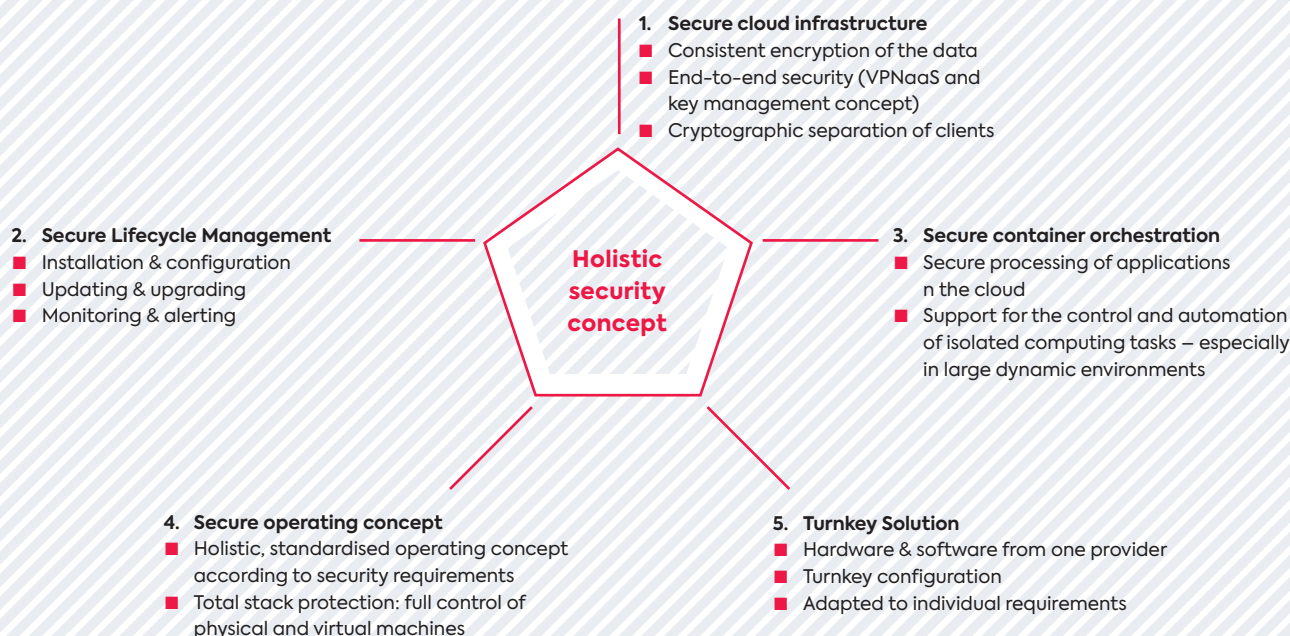 1. Secure cloud infrastructure
■ Consistent encryption of the data
■ End-to-end security (VPNaaS and
key management concept)
■ Cryptographic separation of clients
2. Secure Lifecycle Management
■ Installation & configuration
■ Updating & upgrading
■ Monitoring & alerting
Holistic
security
concept
3. Secure container orchestration
■ Secure processing of applications
n the cloud
■ Support for the control and automation
of isolated computing tasks – especially
in large dynamic environments
4. Secure operating concept
■ Holistic, standardised operating concept
according to security requirements
■ Total stack protection: full control of
physical and virtual machines
5. Turnkey Solution
■ Hardware & software from one provider
■ Turnkey configuration
■ Adapted to individual requirements